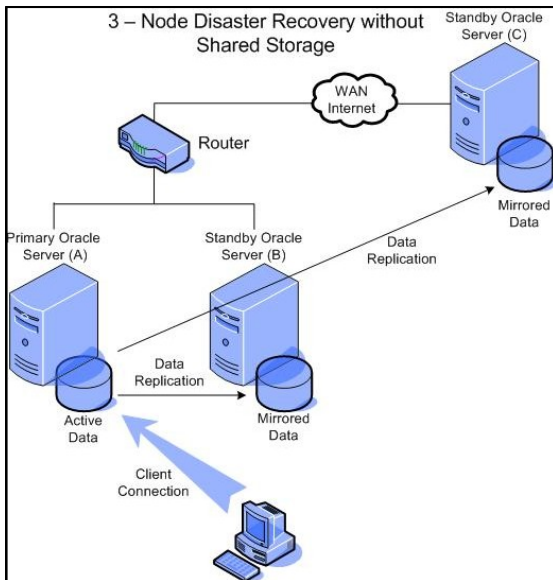 3 – Node Disaster Recovery without
Shared Storage
Standby Oracle
Server (C)
WAN
Internet
Router
Mirrored
Data
Primary Oracle
Server (A)
Standby Oracle
Server (B)
Data
Replication
Data
Replication
Active
Data
Mirrored
Data
Client
Connection